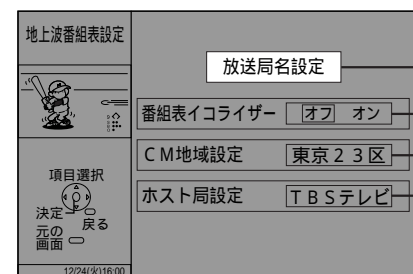 地上波番組表設定
放送局名設定
番組表イコライザー オフ オン
CM地域設定 東京23区
ホスト局設定 TBSテレビ
項目選択
決定
戻る
元の
画面
12/24(火)16:00